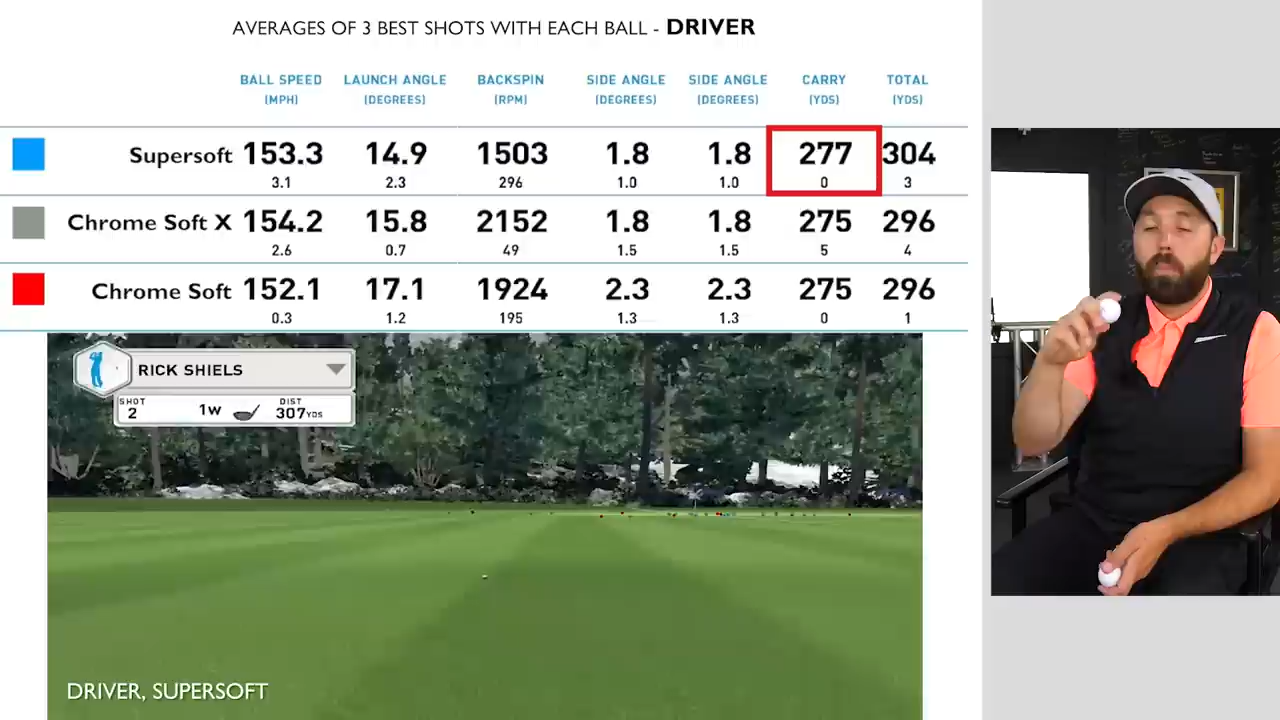 AVERAGES OF 3 BEST SHOTS WITH EACH BALL - DRIVER
BALL SPEED LAUNCH ANGLE BACKSPIN SIDE ANGLE SIDE ANGLE CARRY TOTAL
(MPH) (DEGREES) (RPM) (DEGREES) (DEGREES) (YDS) (YDS)
Supersoft 153.3 14.9 1503 1.8 1.8 277 304
3.1 2.3 296 1.0 1.0 0 3
Chrome Soft X 154.2 15.8 2152 1.8 1.8 275 296
2.6 0.7 49 1.5 1.5 5 4
Chrome Soft 152.1 17.1 1924 2.3 2.3 275 296
0.3 1.2 195 1.3 1.3 0 1
RICK SHIELS
SHOT DIST
2 1w 307YDS
DRIVER, SUPERSOFT